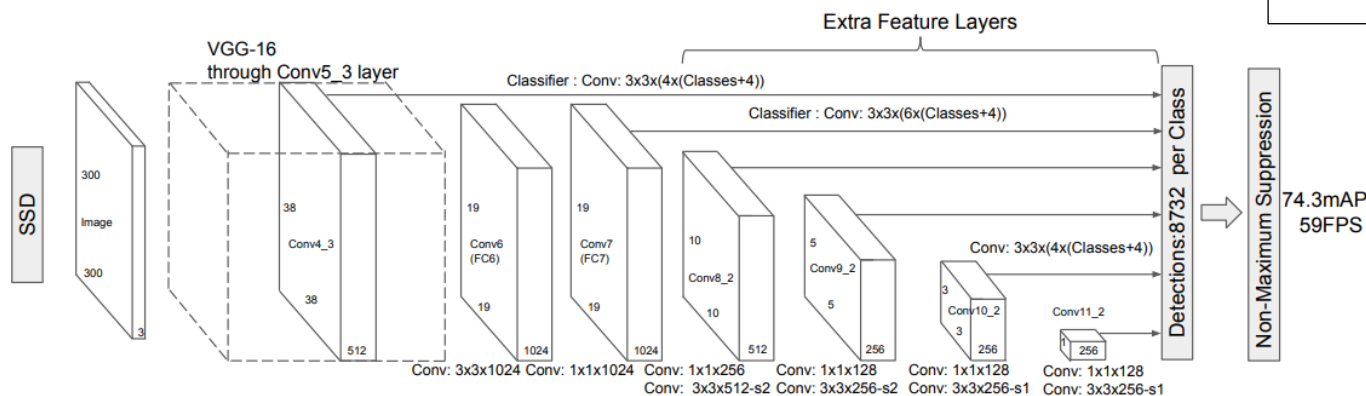 Extra Feature Layers
VGG-16
through Conv5_3 layer
Classifier : Conv: 3x3x(4x(Classes+4))
Classifier : Conv: 3x3x(6x(Classes+4))
SSD
300
Image
300
3
38
Conv4_3
38
512
19
Conv6
(FC6)
19
1024
19
Conv7
(FC7)
19
1024
10
Conv8_2
10
512
5
Conv9_2
5
256
Conv: 3x3x(4x(Classes+4))
3
Conv10_2
3
256
Conv11_2
1
256
Detections:8732 per Class
Non-Maximum Suppression
74.3mAP
59FPS
Conv: 3x3x1024
Conv: 1x1x1024
Conv: 1x1x256
Conv: 3x3x512-s2
Conv: 1x1x128
Conv: 3x3x256-s2
Conv: 1x1x128
Conv: 3x3x256-s1
Conv: 1x1x128
Conv: 3x3x256-s1